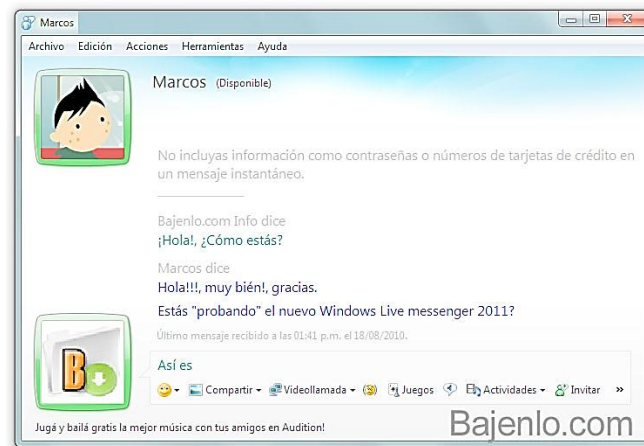 Marcos
Archivo Edición Acciones Herramientas Ayuda
Marcos (Disponible)
No incluyas información como contraseñas o números de tarjetas de crédito en
un mensaje instantáneo.
Bajenlo.com Info dice
¡Hola!, ¿Cómo estás?
Marcos dice
Hola!!!, muy bién!, gracias.
Estás "probando" el nuevo Windows Live messenger 2011?
Último mensaje recibido a las 01:41 p.m. el 18/08/2010.
B
Así es
Compartir Videollamada Juegos Actividades Invitar »
Jugá y bailá gratis la mejor música con tus amigos en Audition!
Bajenlo.com